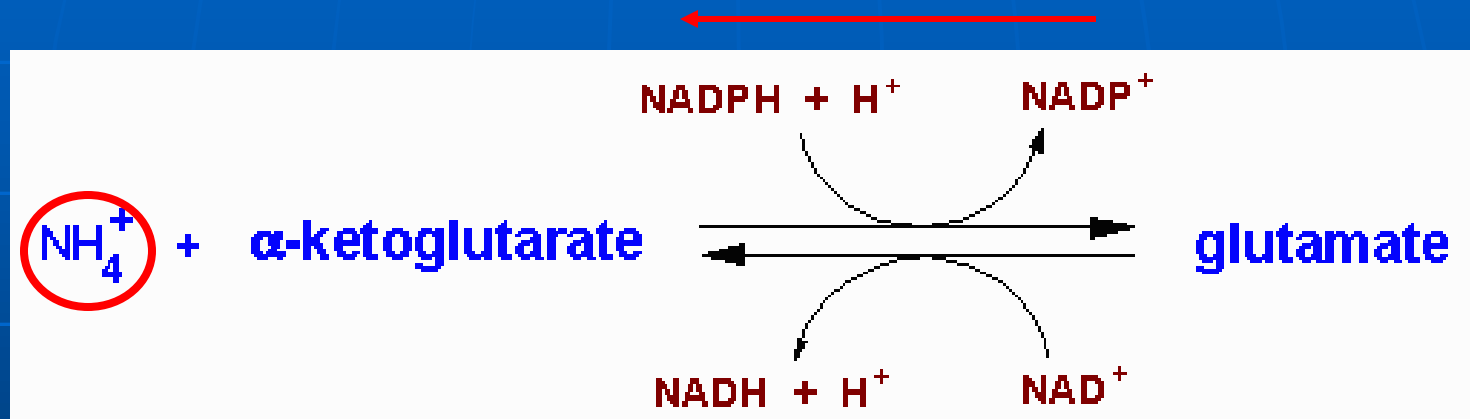 NADPH + H⁺ NADP⁺
NH₄⁺ + α-ketoglutarate glutamate
NADH + H⁺ NAD⁺